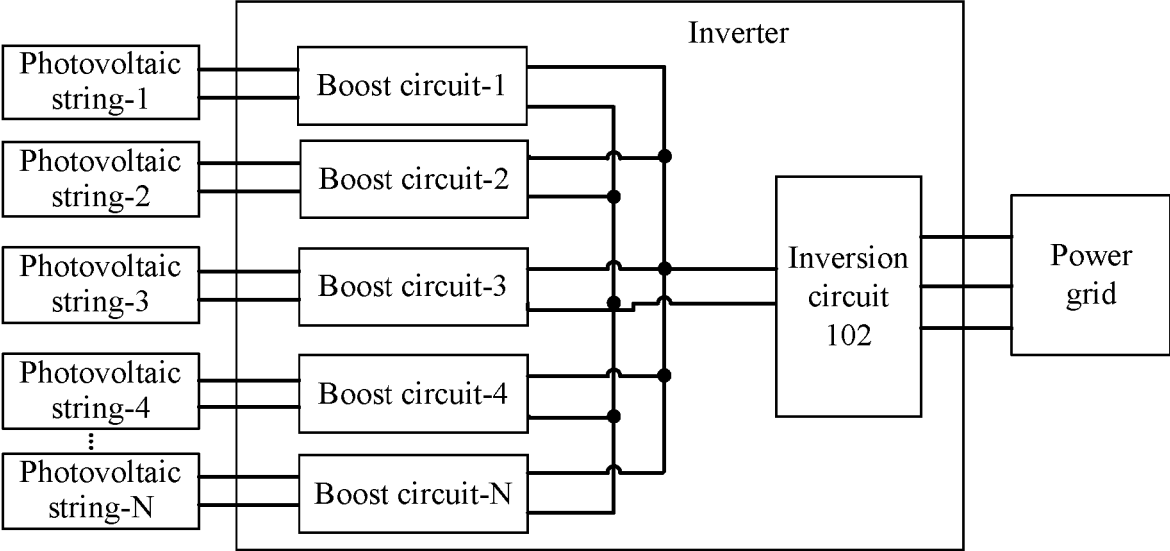 Inverter
Photovoltaic
string-1
Boost circuit-1
Photovoltaic
string-2
Boost circuit-2
Photovoltaic
string-3
Boost circuit-3
Inversion
circuit
102
Power
grid
Photovoltaic
string-4
Boost circuit-4
Photovoltaic
string-N
Boost circuit-N